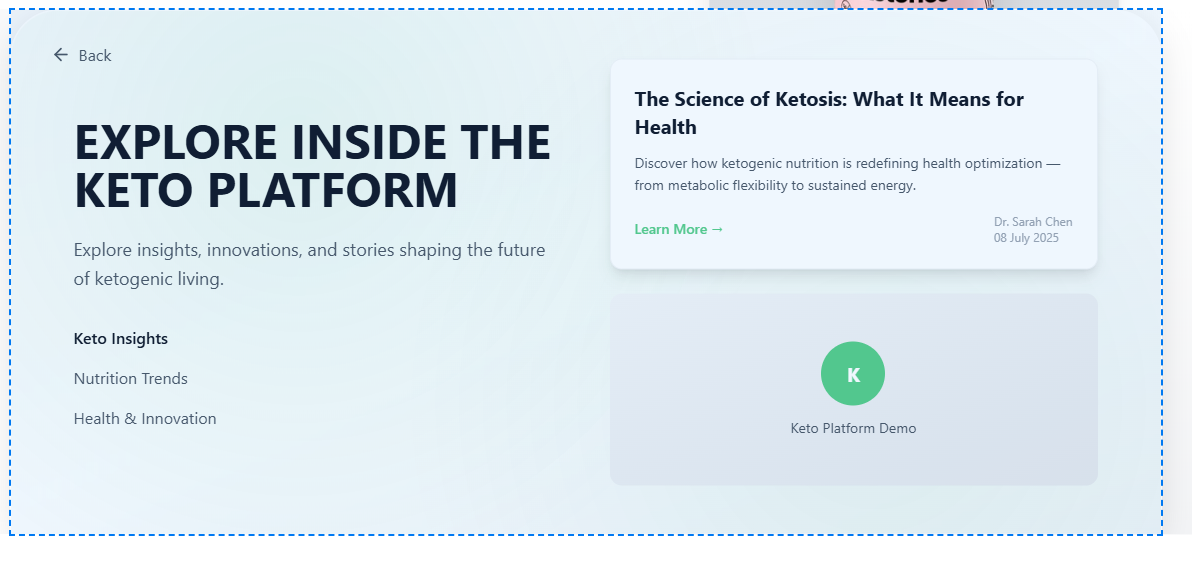 Back
EXPLORE INSIDE THE
KETO PLATFORM
Explore insights, innovations, and stories shaping the future
of ketogenic living.
Keto Insights
Nutrition Trends
Health & Innovation
The Science of Ketosis: What It Means for
Health
Discover how ketogenic nutrition is redefining health optimization —
from metabolic flexibility to sustained energy.
Learn More →
Dr. Sarah Chen
08 July 2025
K
Keto Platform Demo